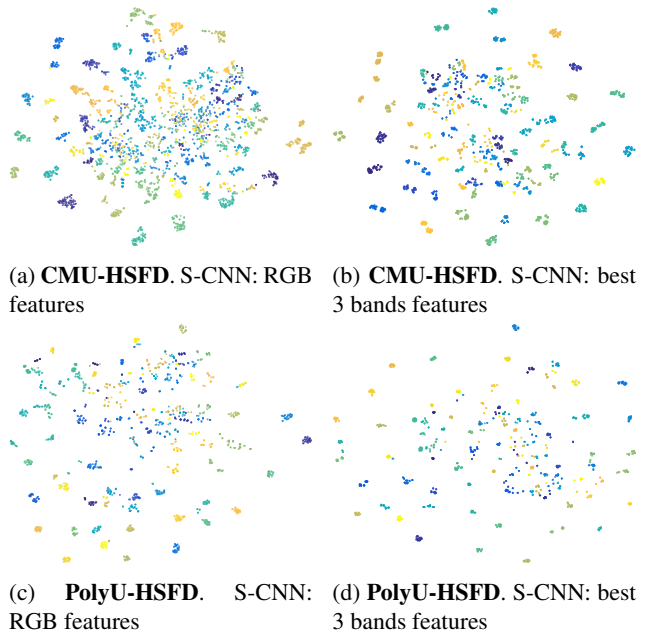 (a) CMU-HSFD. S-CNN: RGB
features
(b) CMU-HSFD. S-CNN: best
3 bands features
(c) PolyU-HSFD. S-CNN:
RGB features
(d) PolyU-HSFD. S-CNN: best
3 bands features